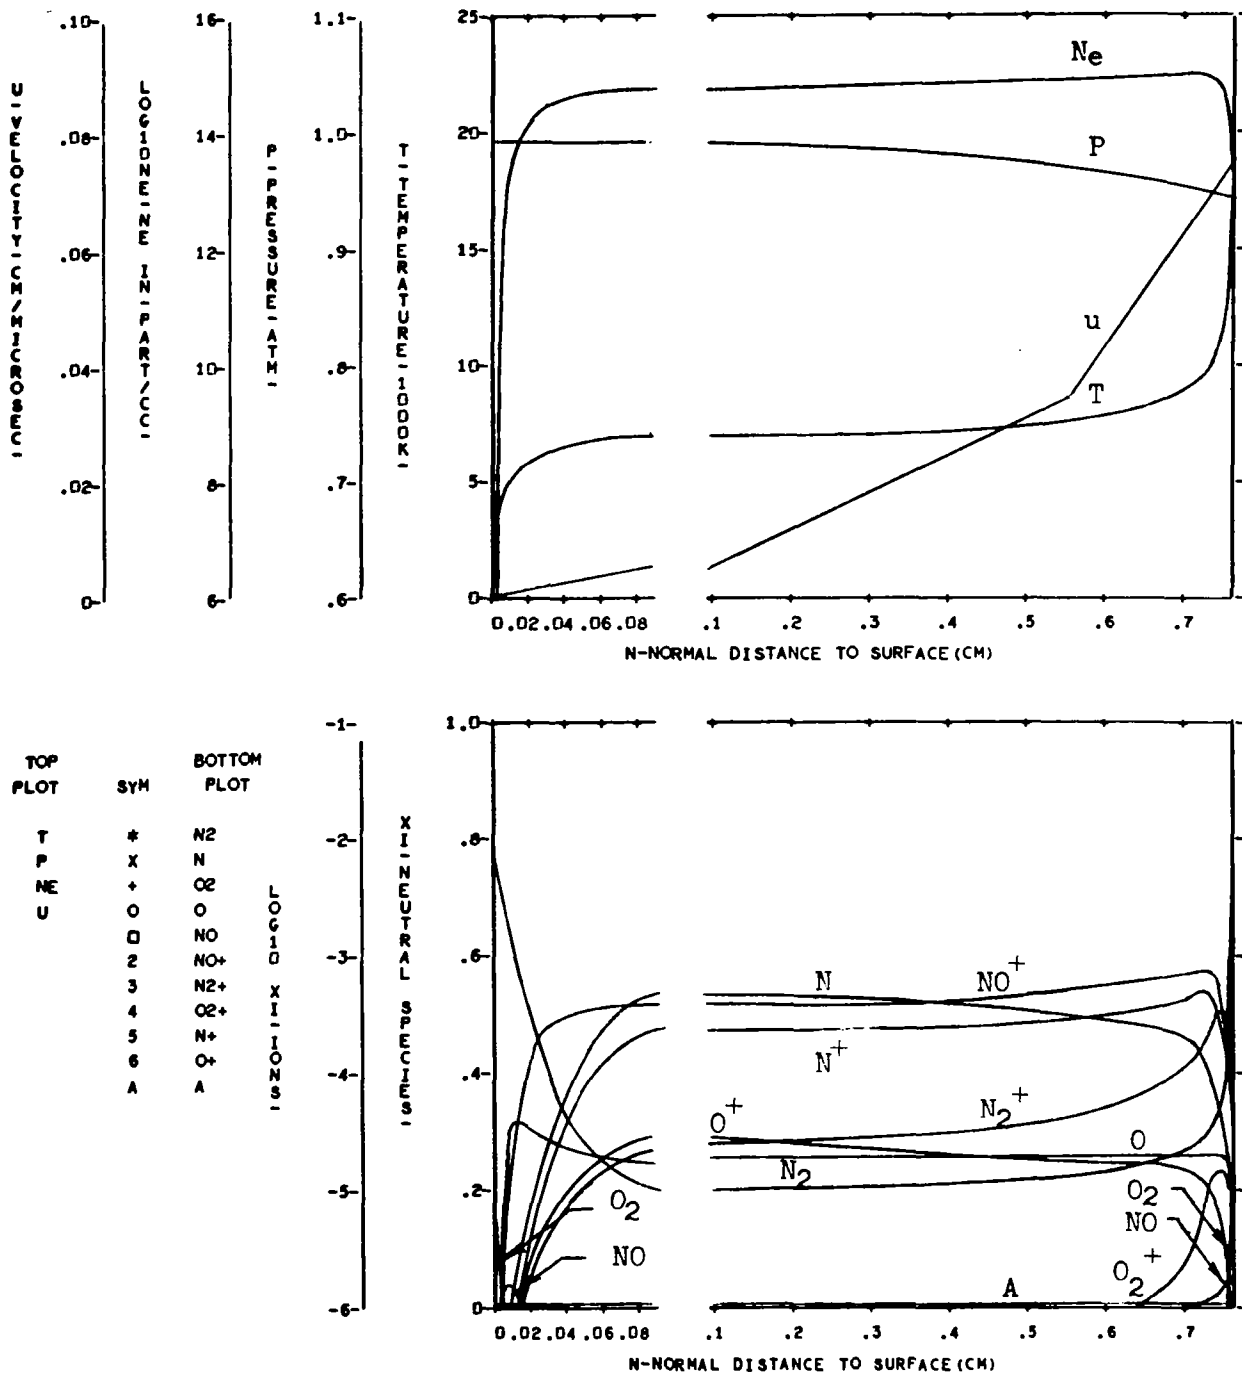 U-VELOCITY-CM/MICROSEC-
.10-
.08-
.06-
.04-
.02-
0-
LOG10NE-NE IN-PART/CC-
16-
14-
12-
10-
8-
6-
P-PRESSURE-ATM-
1.1-
1.0-
.9-
.8-
.7-
.6-
T-TEMPERATURE-1000K-
25-
20-
15-
10-
5-
0-
Ne
P
u
T
0.02.04.06.08 .1 .2 .3 .4 .5 .6 .7
N-NORMAL DISTANCE TO SURFACE(CM)
TOP PLOT SYM BOTTOM PLOT
T * N2
P X N
NE + O2
U O O
□ NO
2 NO+
3 N2+
4 O2+
5 N+
6 O+
A A
LOG10 XI-IONS-
-1-
-2-
-3-
-4-
-5-
-6-
XI-NEUTRAL SPECIES-
1.0-
.8-
.6-
.4-
.2-
0-
N
NO+
N+
O+
N2+
O
N2
O2
NO
O2
NO
O2+
A
0.02.04.06.08 .1 .2 .3 .4 .5 .6 .7
N-NORMAL DISTANCE TO SURFACE(CM)